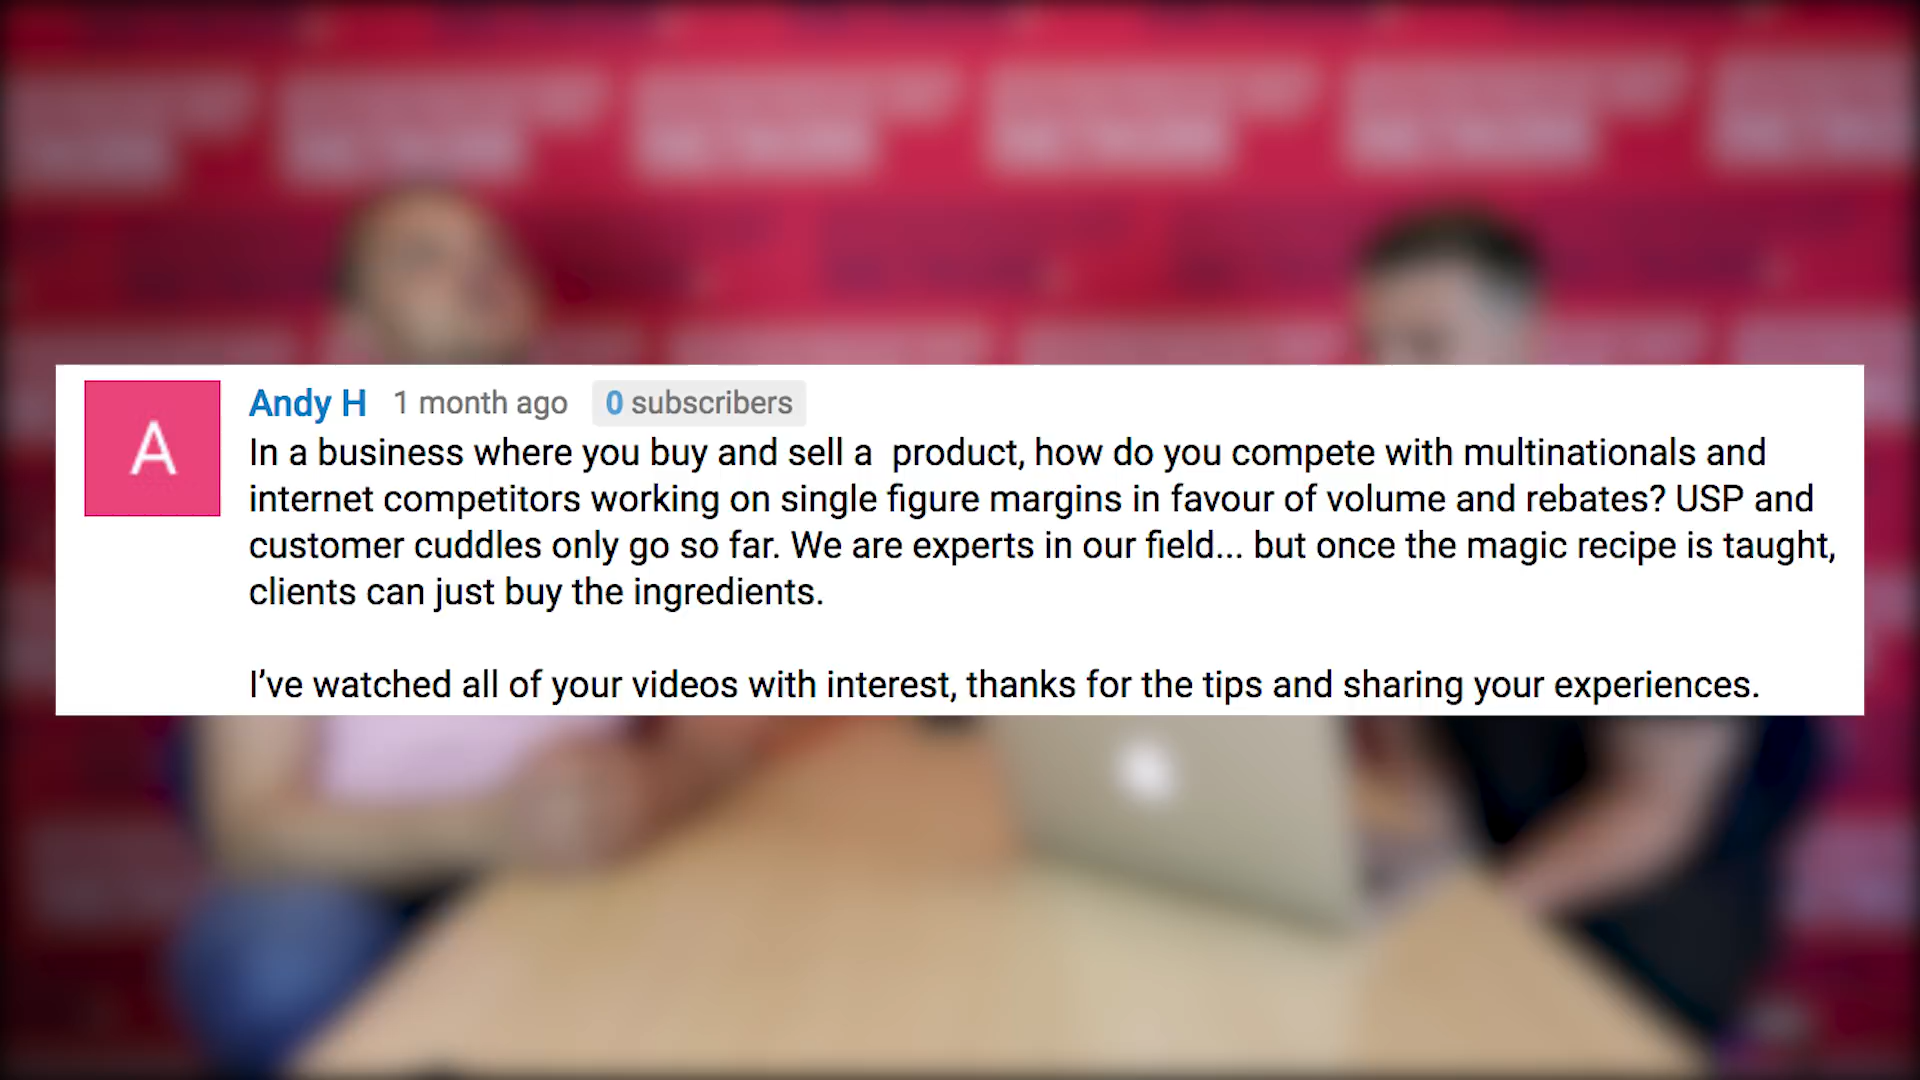 A
Andy H 1 month ago 0 subscribers
In a business where you buy and sell a  product, how do you compete with multinationals and
internet competitors working on single figure margins in favour of volume and rebates? USP and
customer cuddles only go so far. We are experts in our field... but once the magic recipe is taught,
clients can just buy the ingredients.
I’ve watched all of your videos with interest, thanks for the tips and sharing your experiences.